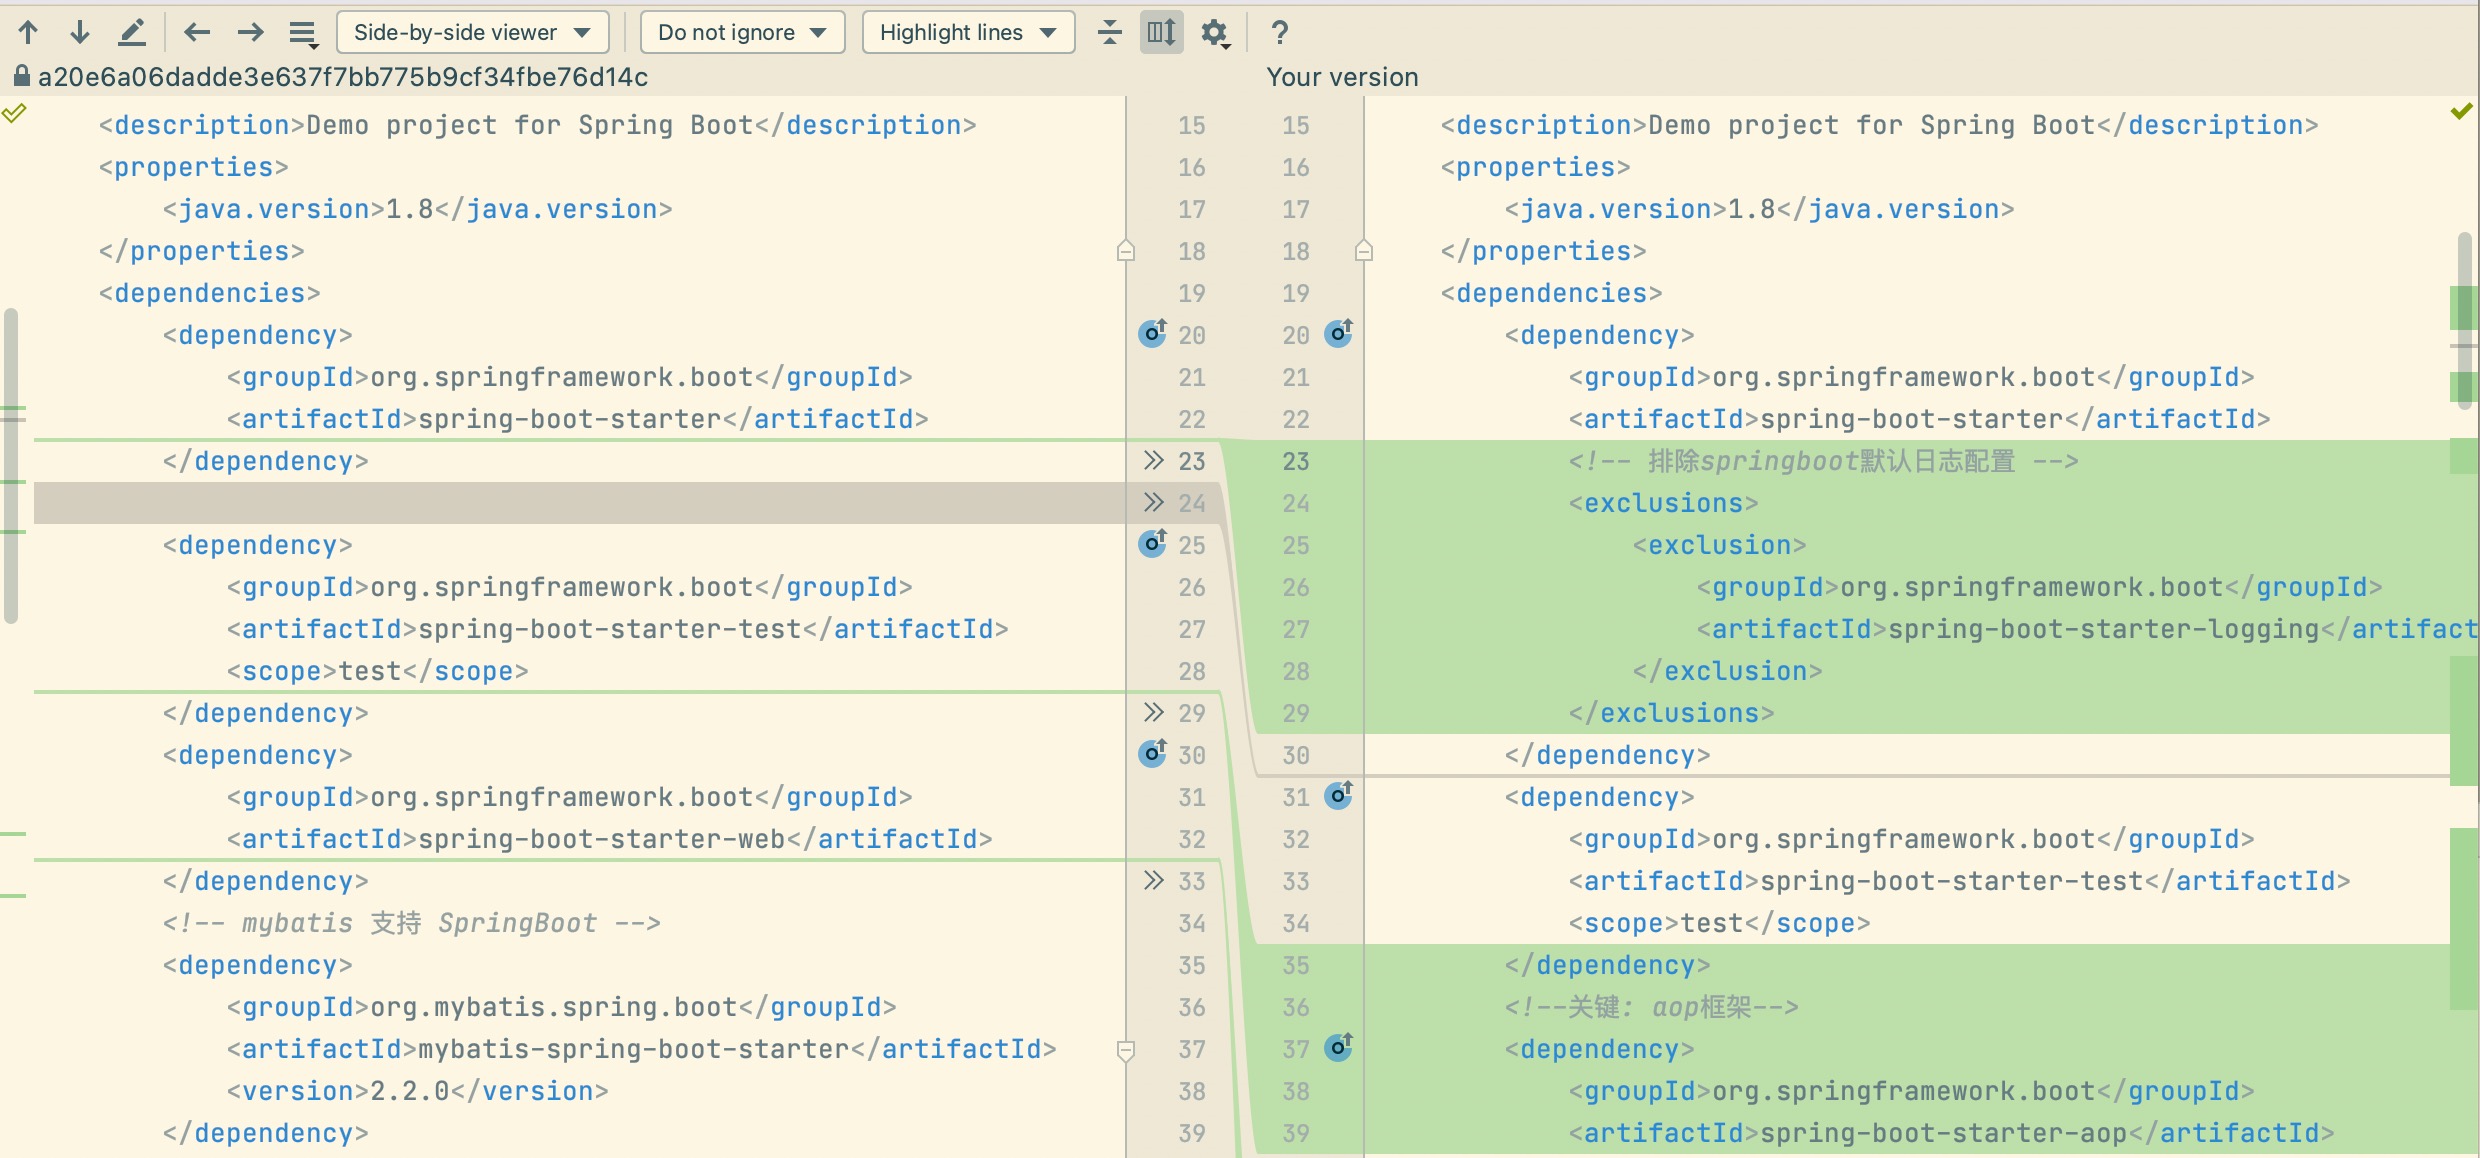 Side-by-side viewer Do not ignore Highlight lines ?
a20e6a06dadde3e637f7bb775b9cf34fbe76d14c
<description>Demo project for Spring Boot</description> 15
<properties> 16
<java.version>1.8</java.version> 17
</properties> 18
<dependencies> 19
<dependency> 20
<groupId>org.springframework.boot</groupId> 21
<artifactId>spring-boot-starter</artifactId> 22
</dependency> 23
24
<dependency> 25
<groupId>org.springframework.boot</groupId> 26
<artifactId>spring-boot-starter-test</artifactId> 27
<scope>test</scope> 28
</dependency> 29
<dependency> 30
<groupId>org.springframework.boot</groupId> 31
<artifactId>spring-boot-starter-web</artifactId> 32
</dependency> 33
<!-- mybatis 支持 SpringBoot --> 34
<dependency> 35
<groupId>org.mybatis.spring.boot</groupId> 36
<artifactId>mybatis-spring-boot-starter</artifactId> 37
<version>2.2.0</version> 38
</dependency> 39
Your version
15 <description>Demo project for Spring Boot</description>
16 <properties>
17 <java.version>1.8</java.version>
18 </properties>
19 <dependencies>
20 <dependency>
21 <groupId>org.springframework.boot</groupId>
22 <artifactId>spring-boot-starter</artifactId>
23 <!-- 排除springboot默认日志配置 -->
24 <exclusions>
25 <exclusion>
26 <groupId>org.springframework.boot</groupId>
27 <artifactId>spring-boot-starter-logging</artifact
28 </exclusion>
29 </exclusions>
30 </dependency>
31 <dependency>
32 <groupId>org.springframework.boot</groupId>
33 <artifactId>spring-boot-starter-test</artifactId>
34 <scope>test</scope>
35 </dependency>
36 <!--关键: aop框架-->
37 <dependency>
38 <groupId>org.springframework.boot</groupId>
39 <artifactId>spring-boot-starter-aop</artifactId>